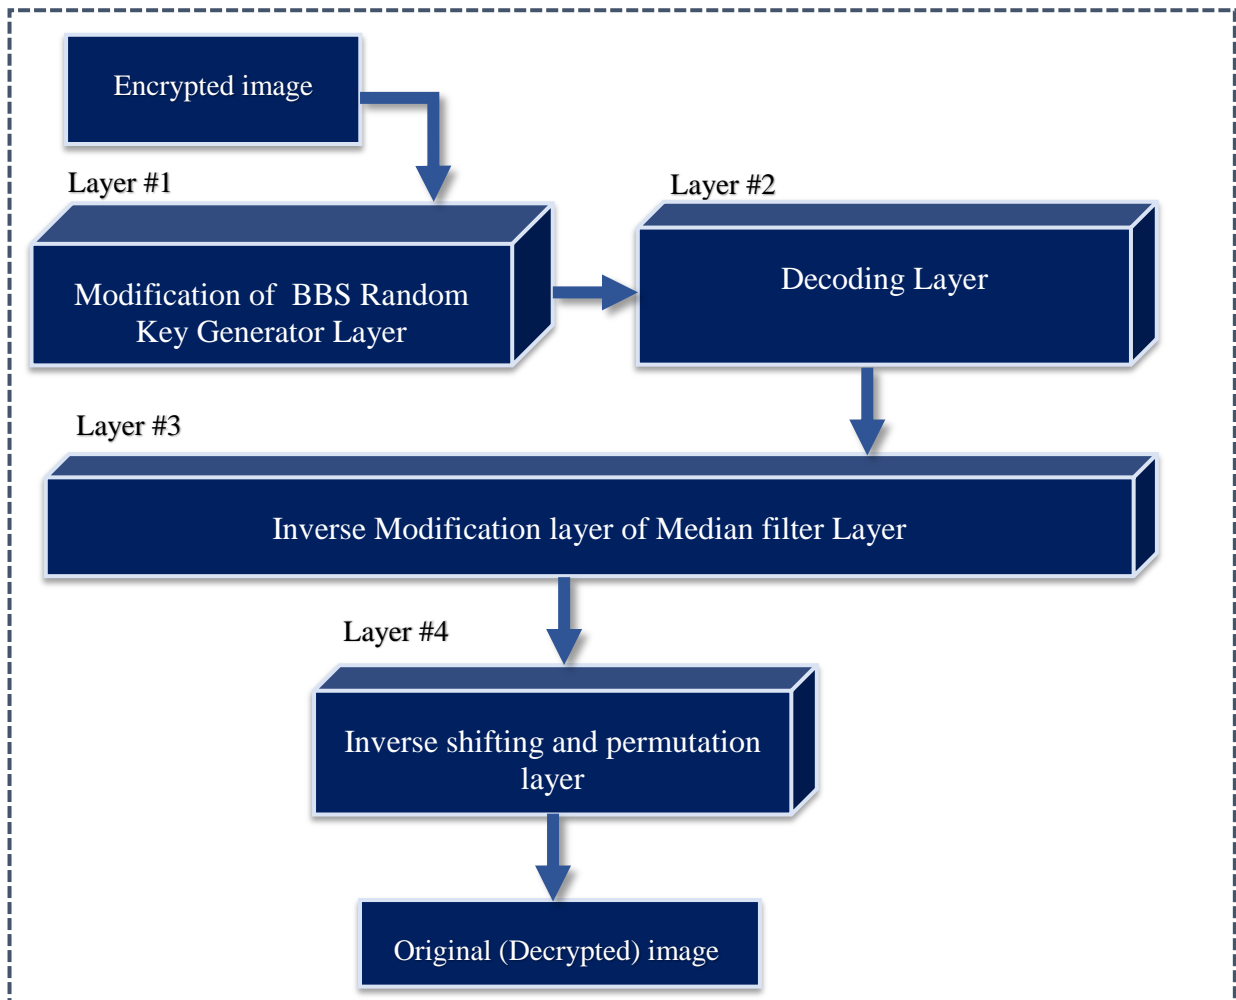 Encrypted image
Layer #1
Layer #2
Modification of  BBS Random
Key Generator Layer
Decoding Layer
Layer #3
Inverse Modification layer of Median filter Layer
Layer #4
Inverse shifting and permutation
layer
Original (Decrypted) image